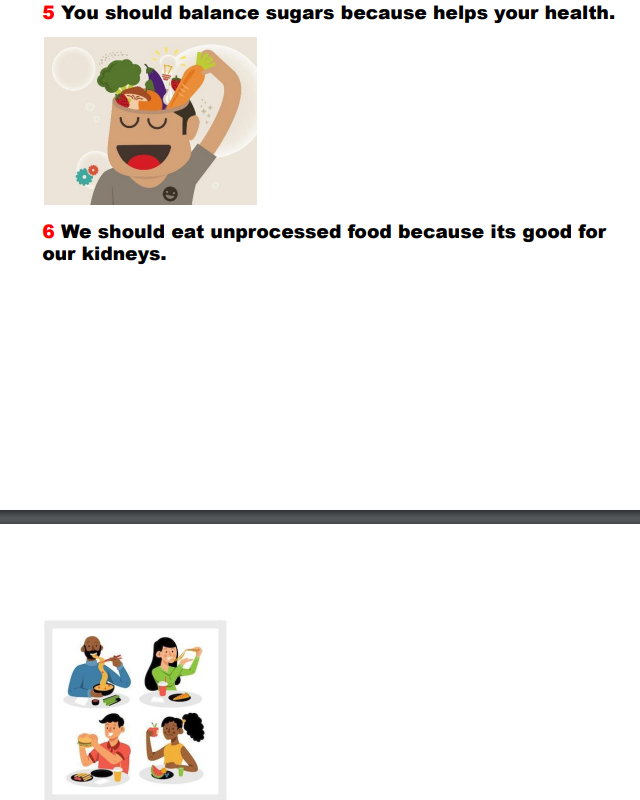 5 You should balance sugars because helps your health.
6 We should eat unprocessed food because its good for
our kidneys.